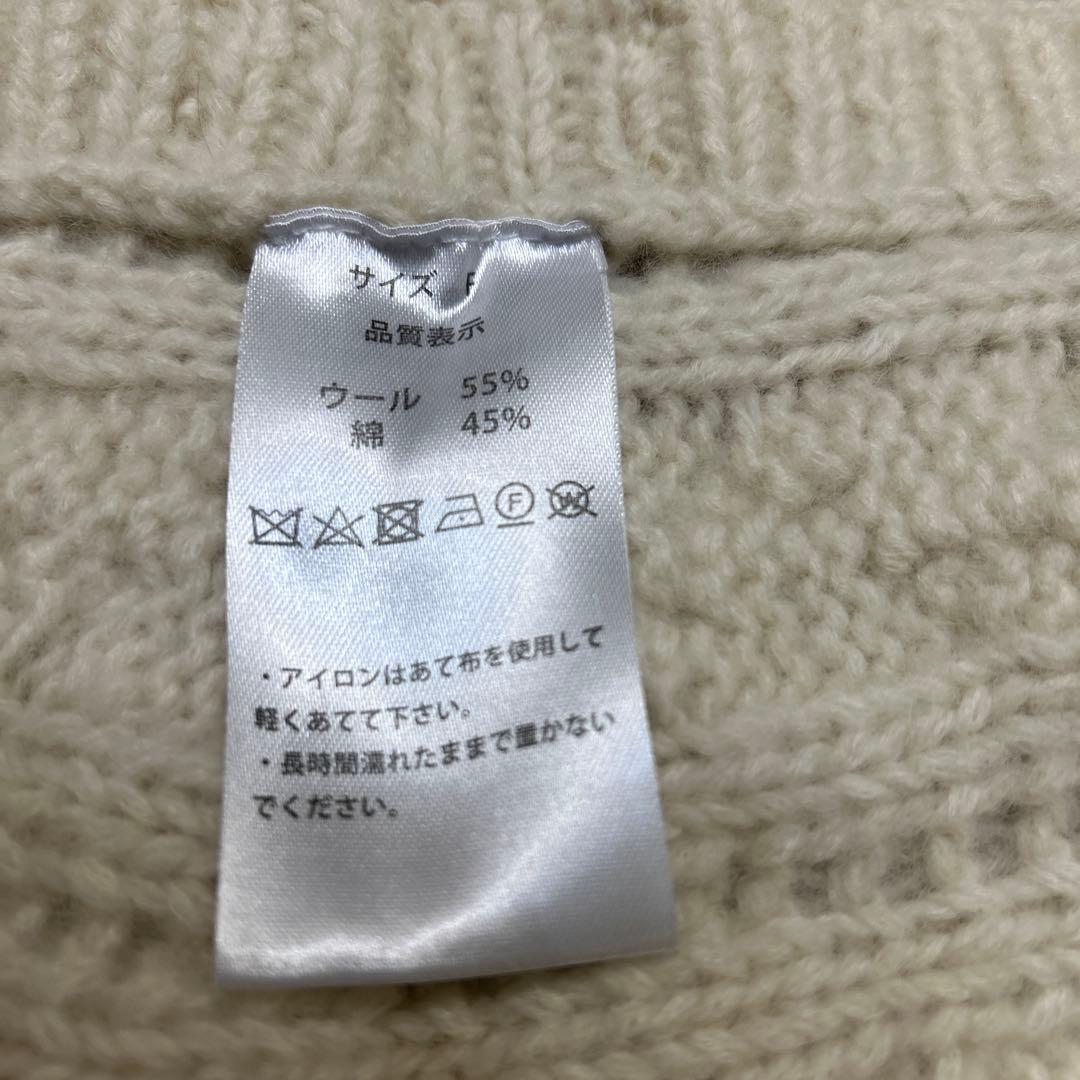 サイズ F
品質表示
ウール 55%
綿 45%
F W
・アイロンはあて布を使用して
軽くあてて下さい。
・長時間濡れたままで置かない
でください。